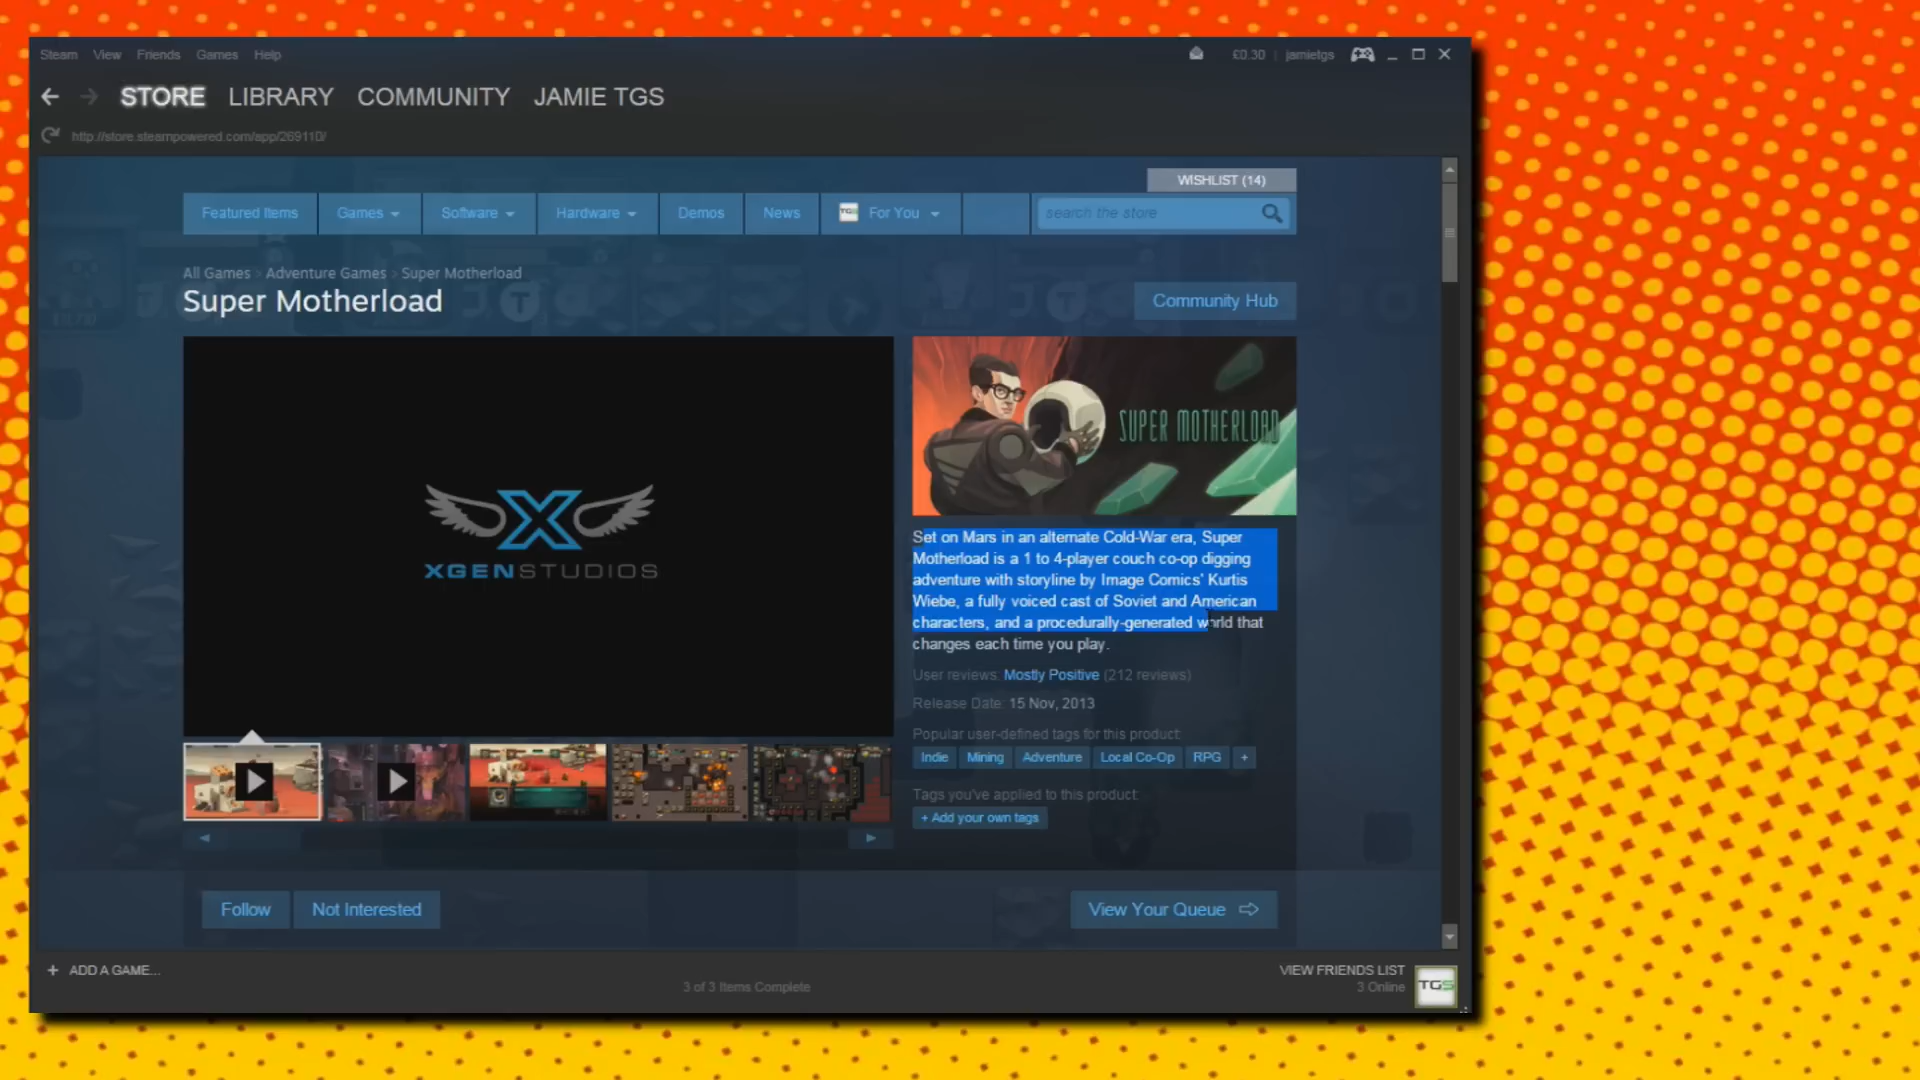 Steam View Friends Games Help
£0.30 | jamietgs
STORE LIBRARY COMMUNITY JAMIE TGS
http://store.steampowered.com/app/269110/
WISHLIST (14)
Featured Items Games Software Hardware Demos News TGS For You search the store
All Games > Adventure Games > Super Motherload
Super Motherload
Community Hub
X
XGENSTUDIOS
SUPER MOTHERLOAD
Set on Mars in an alternate Cold-War era, Super
Motherload is a 1 to 4-player couch co-op digging
adventure with storyline by Image Comics' Kurtis
Wiebe, a fully voiced cast of Soviet and American
characters, and a procedurally-generated world that
changes each time you play.
User reviews: Mostly Positive (212 reviews)
Release Date: 15 Nov, 2013
Popular user-defined tags for this product:
Indie Mining Adventure Local Co-Op RPG +
Tags you've applied to this product:
+ Add your own tags
Follow Not Interested View Your Queue
+ ADD A GAME...
3 of 3 Items Complete
VIEW FRIENDS LIST
3 Online
TGS